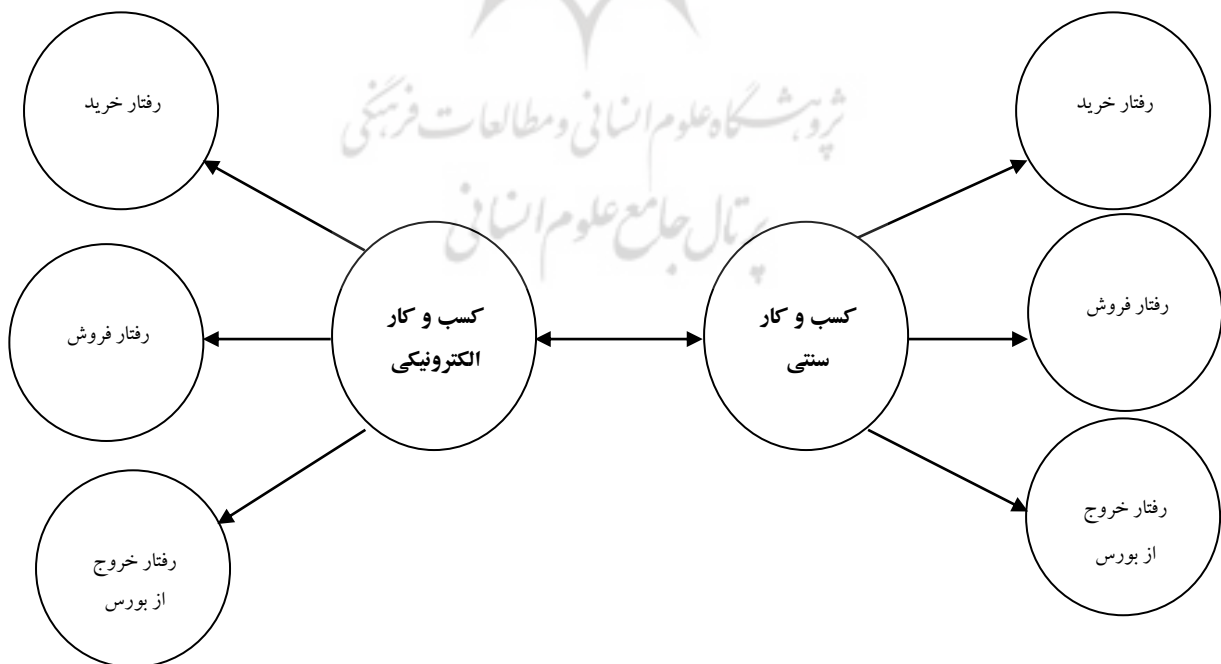 رفتار خرید
رفتار خرید
پژوهشگاه علوم انسانی و مطالعات فرهنگی
پرتال جامع علوم انسانی
کسب و کار
سنتی
کسب و کار
الکترونیکی
رفتار فروش
رفتار فروش
رفتار خروج
از بورس
رفتار خروج
از بورس